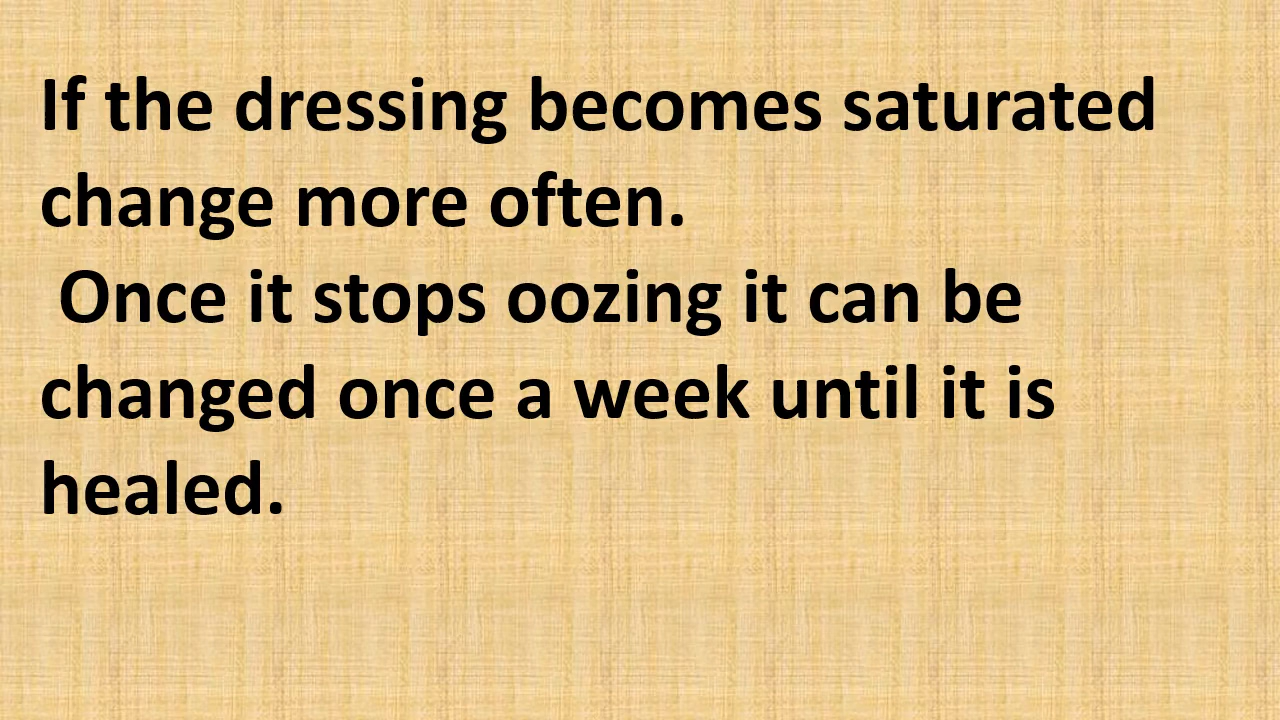 If the dressing becomes saturated
change more often.
Once it stops oozing it can be
changed once a week until it is
healed.